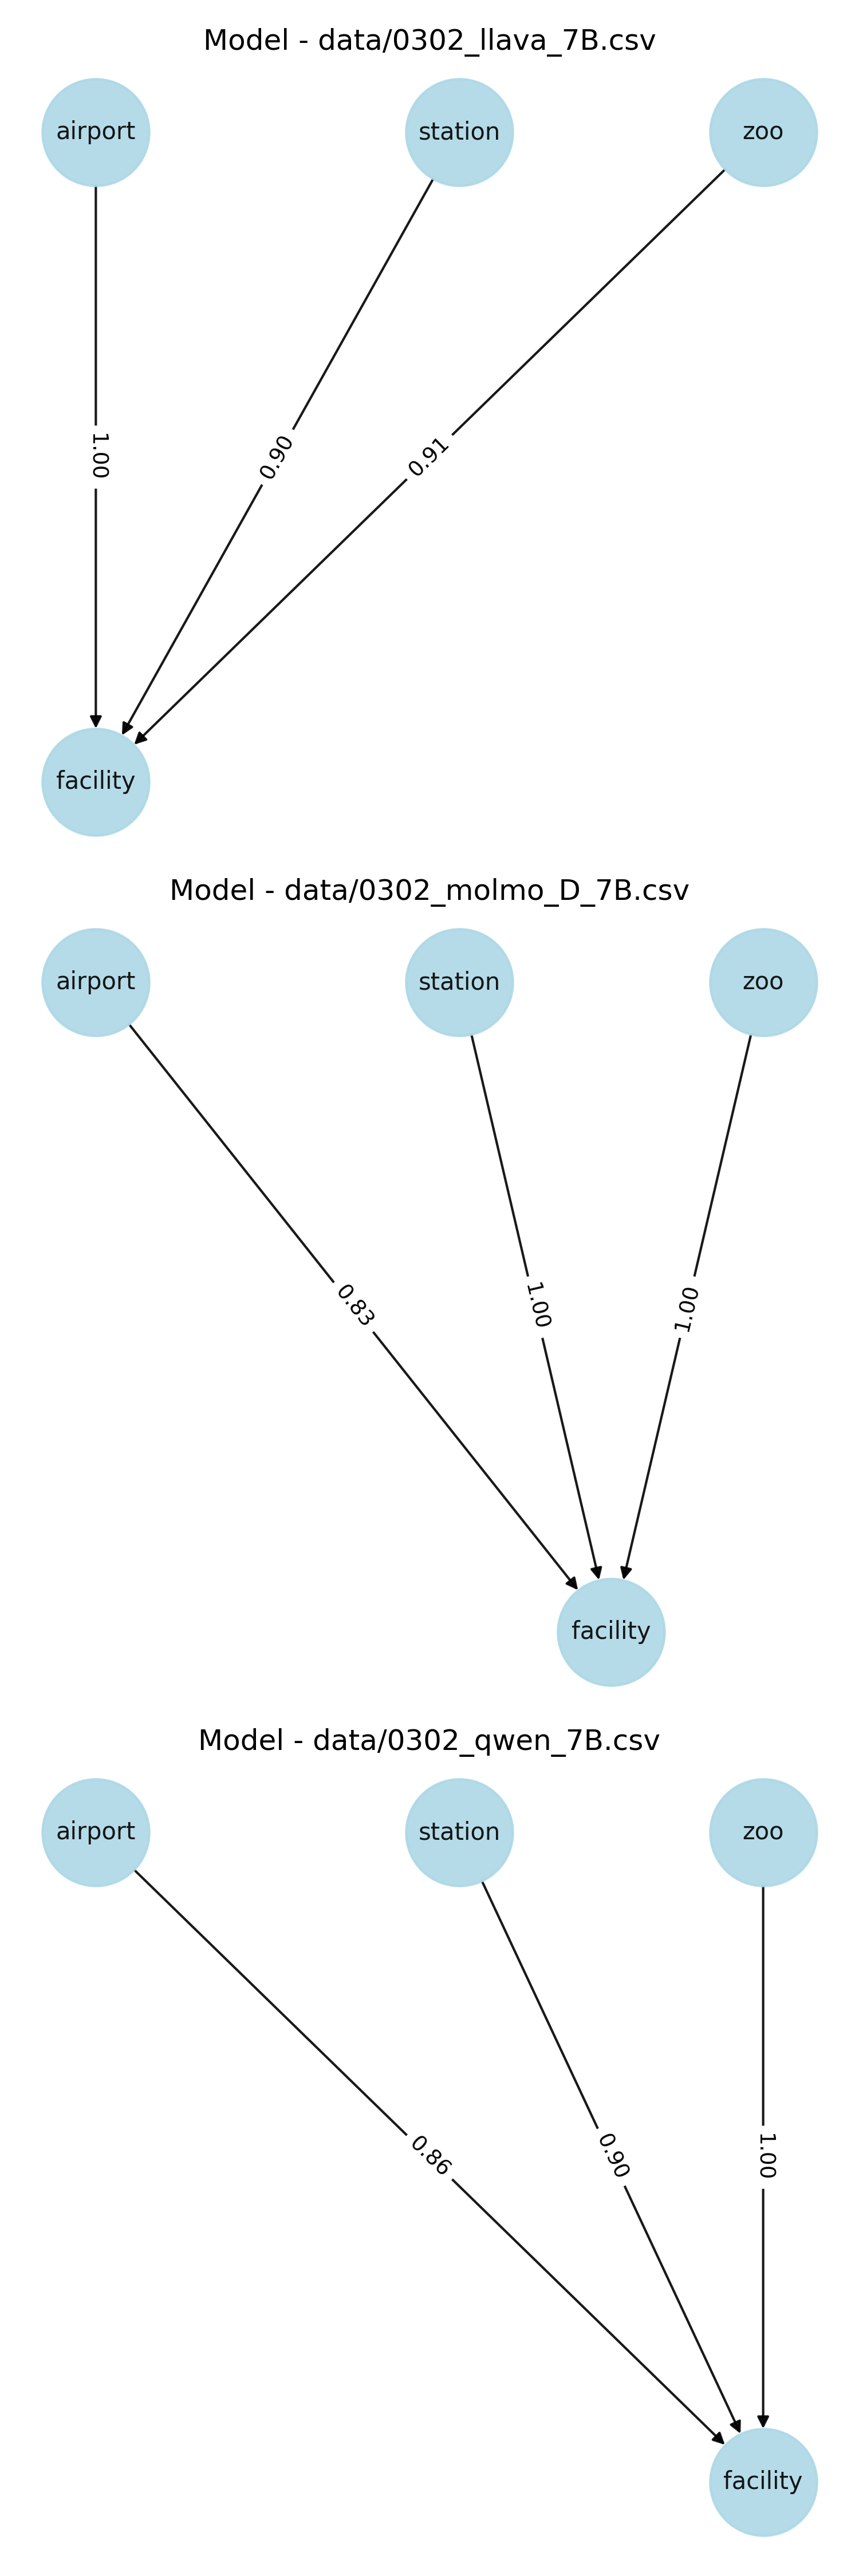 Model - data/0302_llava_7B.csv
airport station zoo
1.00 0.90 0.91
facility
Model - data/0302_molmo_D_7B.csv
airport station zoo
0.83 1.00 1.00
facility
Model - data/0302_qwen_7B.csv
airport station zoo
0.86 0.90 1.00
facility